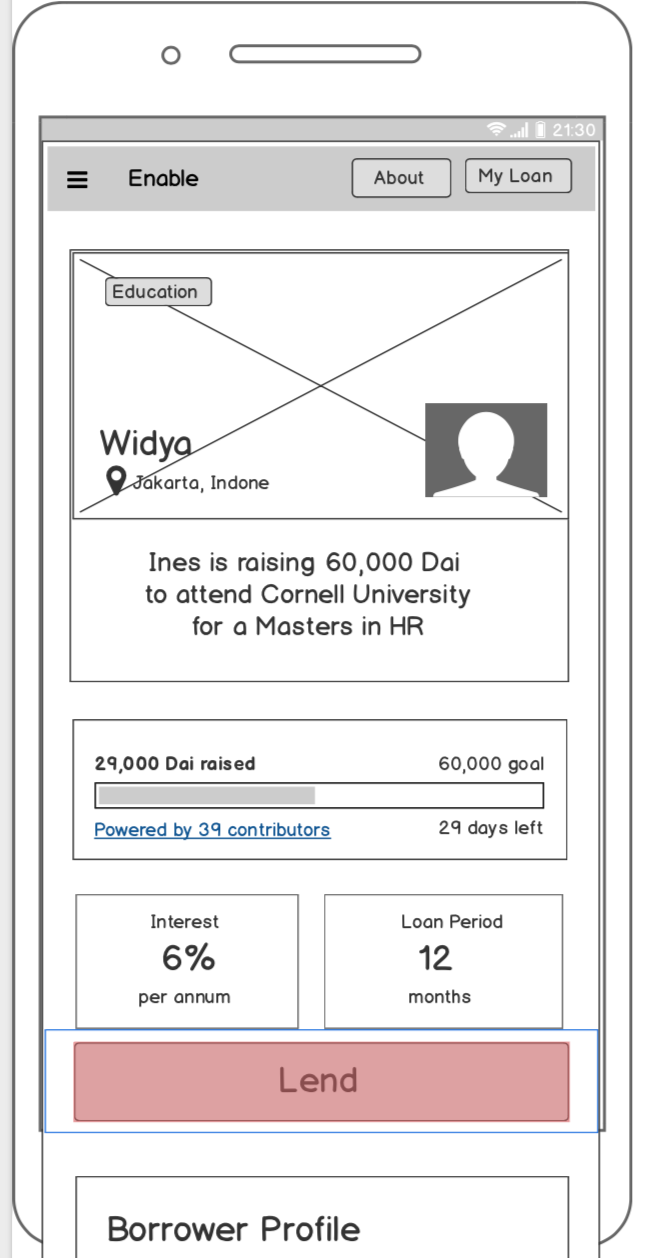 21:30
Enable
About
My Loan
Education
Widya
Jakarta, Indone
Ines is raising 60,000 Dai
to attend Cornell University
for a Masters in HR
29,000 Dai raised
60,000 goal
Powered by 39 contributors
29 days left
Interest
6%
per annum
Loan Period
12
months
Lend
Borrower Profile